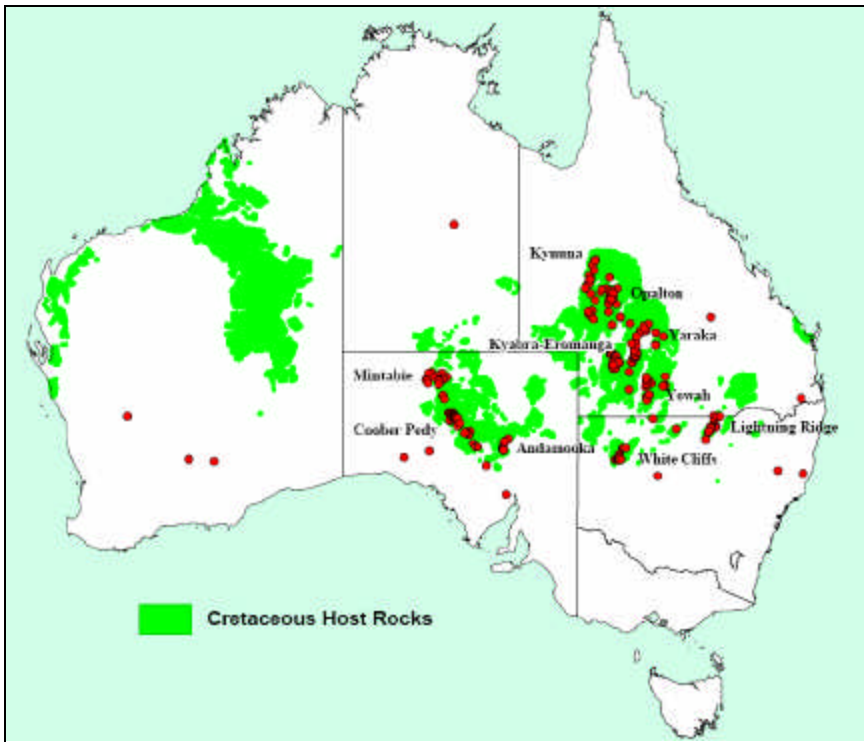 Kynuna
Opalton
Yaraka
Kyabra-Eromanga
Mintabie
Yowah
Coober Pedy
Lightning Ridge
Andamooka
White Cliffs
Cretaceous Host Rocks